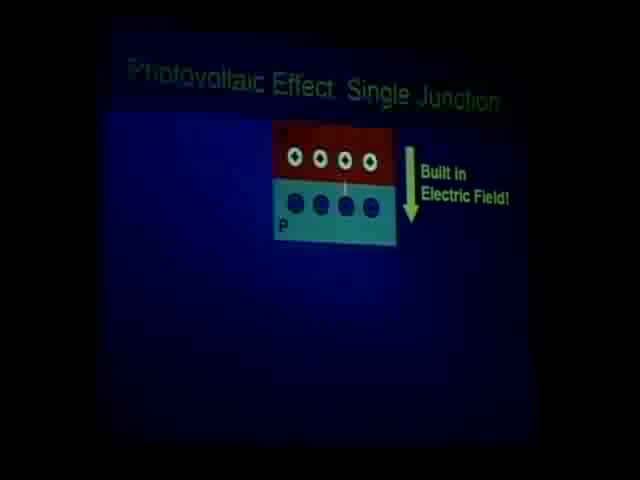 Photovoltaic Effect: Single Junction
Built in
Electric Field!
P